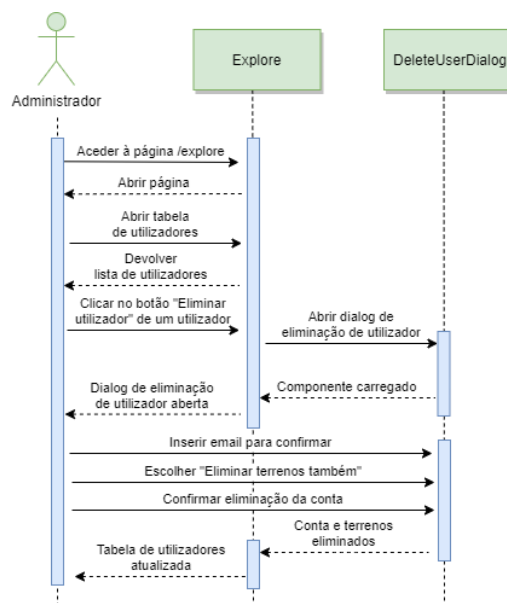 Administrador
Explore
DeleteUserDialog
Aceder à página /explore
Abrir página
Abrir tabela
de utilizadores
Devolver
lista de utilizadores
Clicar no botão "Eliminar
utilizador" de um utilizador
Abrir dialog de
eliminação de utilizador
Componente carregado
Dialog de eliminação
de utilizador aberta
Inserir email para confirmar
Escolher "Eliminar terrenos também"
Confirmar eliminação da conta
Conta e terrenos
eliminados
Tabela de utilizadores
atualizada